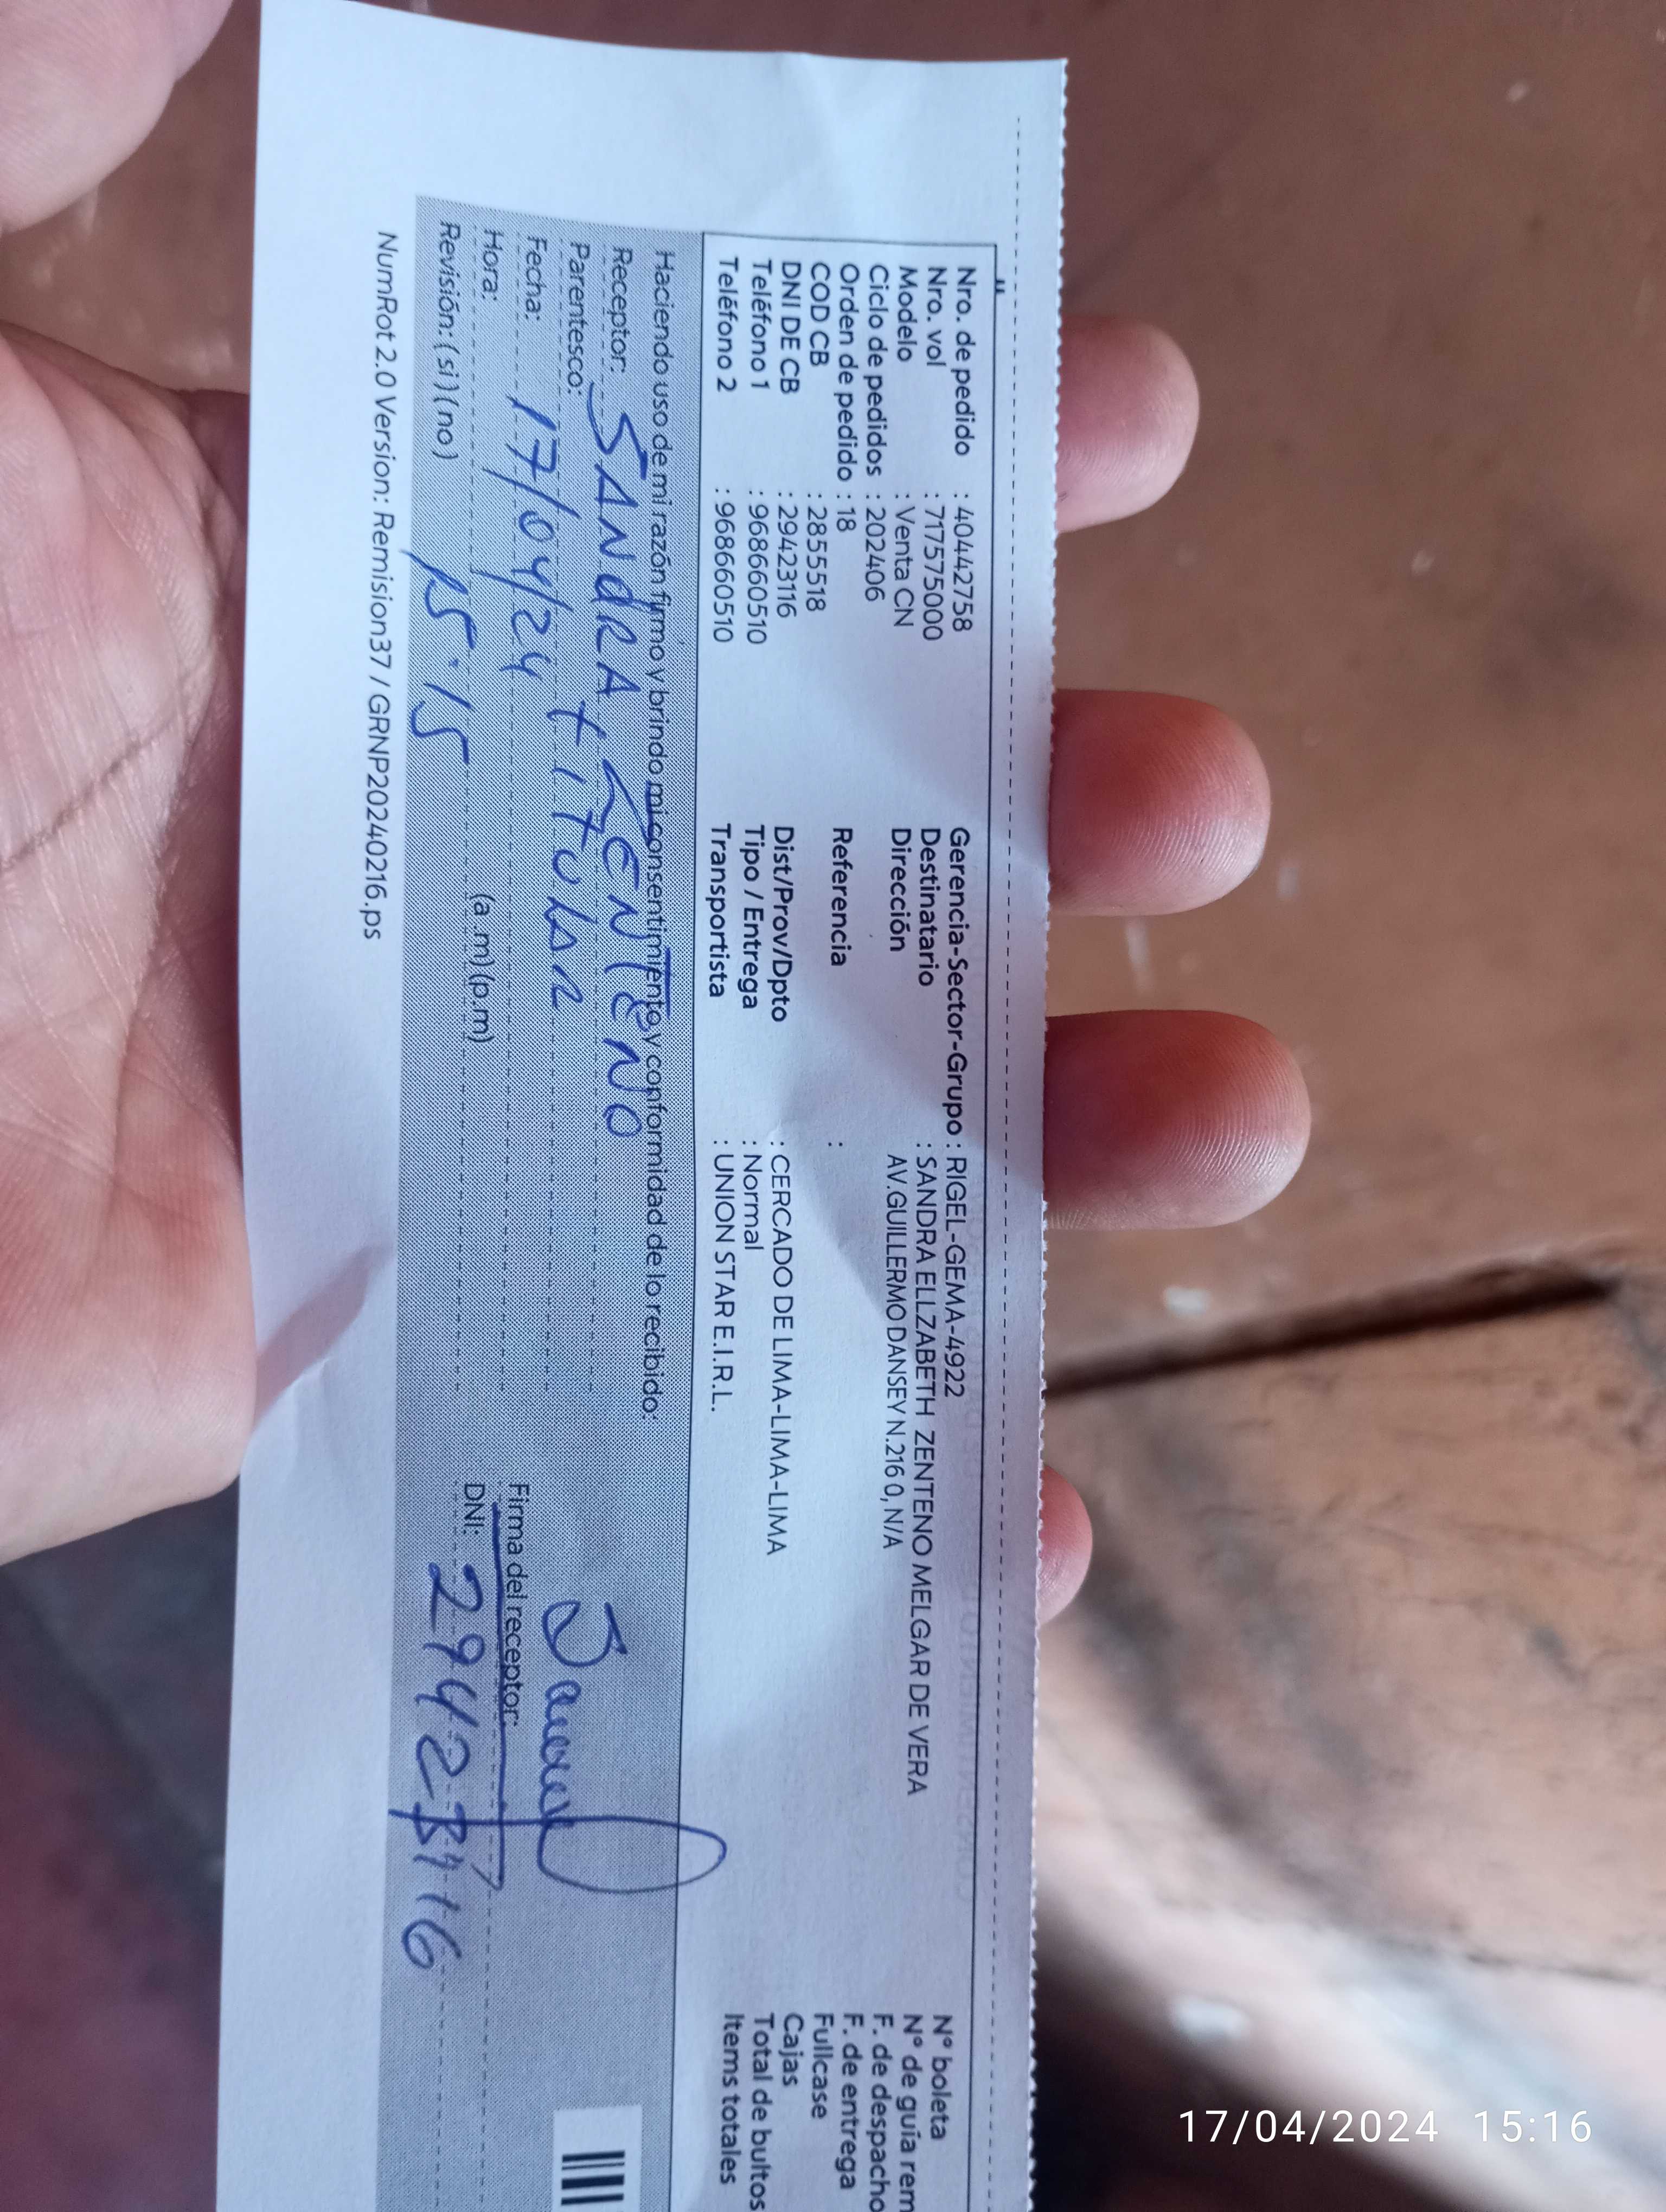 Nro. de pedido : 40442758
Nro. vol : 717575000
Modelo : Venta CN
Ciclo de pedidos : 202406
Orden de pedido : 18
COD CB : 2855518
DNI DE CB : 29423116
Teléfono 1 : 968660510
Teléfono 2 : 968660510
Gerencia-Sector-Grupo : RIGEL-GEMA-4922
Destinatario : SANDRA ELLZABETH ZENTENO MELGAR DE VERA
Dirección AV.GUILLERMO DANSEY N.216 0, N/A
Referencia :
Dist/Prov/Dpto : CERCADO DE LIMA-LIMA-LIMA
Tipo / Entrega : Normal
Transportista : UNION STAR E.I.R.L.
N° boleta
N° de guía rem
F. de despacho
F. de entrega
Fullcase
Cajas
Total de bultos
Items totales
Haciendo uso de mi razón firmo y brindo mi consentimiento y conformidad de lo recibido:
Receptor: SANdRA ZENTENO
Parentesco: titular
Fecha: 17/04/24
Hora: 15:15 (a.m)(p.m)
Revisión: (si) (no)
Firma del receptor:
DNI: 29423116
NumRot 2.0 Version: Remision37 / GRNP20240216.ps
17/04/2024 15:16